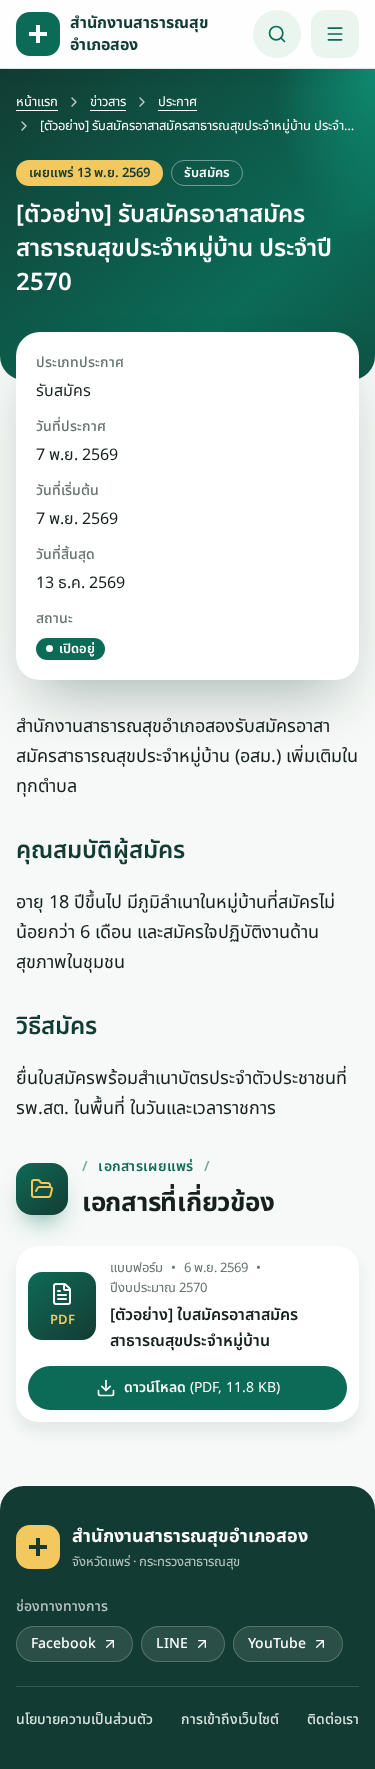 สำนักงานสาธารณสุข
อำเภอสอง
หน้าแรก > ข่าวสาร > ประกาศ
> [ตัวอย่าง] รับสมัครอาสาสมัครสาธารณสุขประจำหมู่บ้าน ประจำ...
เผยแพร่ 13 พ.ย. 2569 รับสมัคร
[ตัวอย่าง] รับสมัครอาสาสมัคร
สาธารณสุขประจำหมู่บ้าน ประจำปี
2570
ประเภทประกาศ
รับสมัคร
วันที่ประกาศ
7 พ.ย. 2569
วันที่เริ่มต้น
7 พ.ย. 2569
วันที่สิ้นสุด
13 ธ.ค. 2569
สถานะ
เปิดอยู่
สำนักงานสาธารณสุขอำเภอสองรับสมัครอาสา
สมัครสาธารณสุขประจำหมู่บ้าน (อสม.) เพิ่มเติมใน
ทุกตำบล
คุณสมบัติผู้สมัคร
อายุ 18 ปีขึ้นไป มีภูมิลำเนาในหมู่บ้านที่สมัครไม่
น้อยกว่า 6 เดือน และสมัครใจปฏิบัติงานด้าน
สุขภาพในชุมชน
วิธีสมัคร
ยื่นใบสมัครพร้อมสำเนาบัตรประจำตัวประชาชนที่
รพ.สต. ในพื้นที่ ในวันและเวลาราชการ
/ เอกสารเผยแพร่ /
เอกสารที่เกี่ยวข้อง
แบบฟอร์ม • 6 พ.ย. 2569 •
ปีงบประมาณ 2570
PDF
[ตัวอย่าง] ใบสมัครอาสาสมัคร
สาธารณสุขประจำหมู่บ้าน
ดาวน์โหลด (PDF, 11.8 KB)
สำนักงานสาธารณสุขอำเภอสอง
จังหวัดแพร่ · กระทรวงสาธารณสุข
ช่องทางทางการ
Facebook LINE YouTube
นโยบายความเป็นส่วนตัว การเข้าถึงเว็บไซต์ ติดต่อเรา